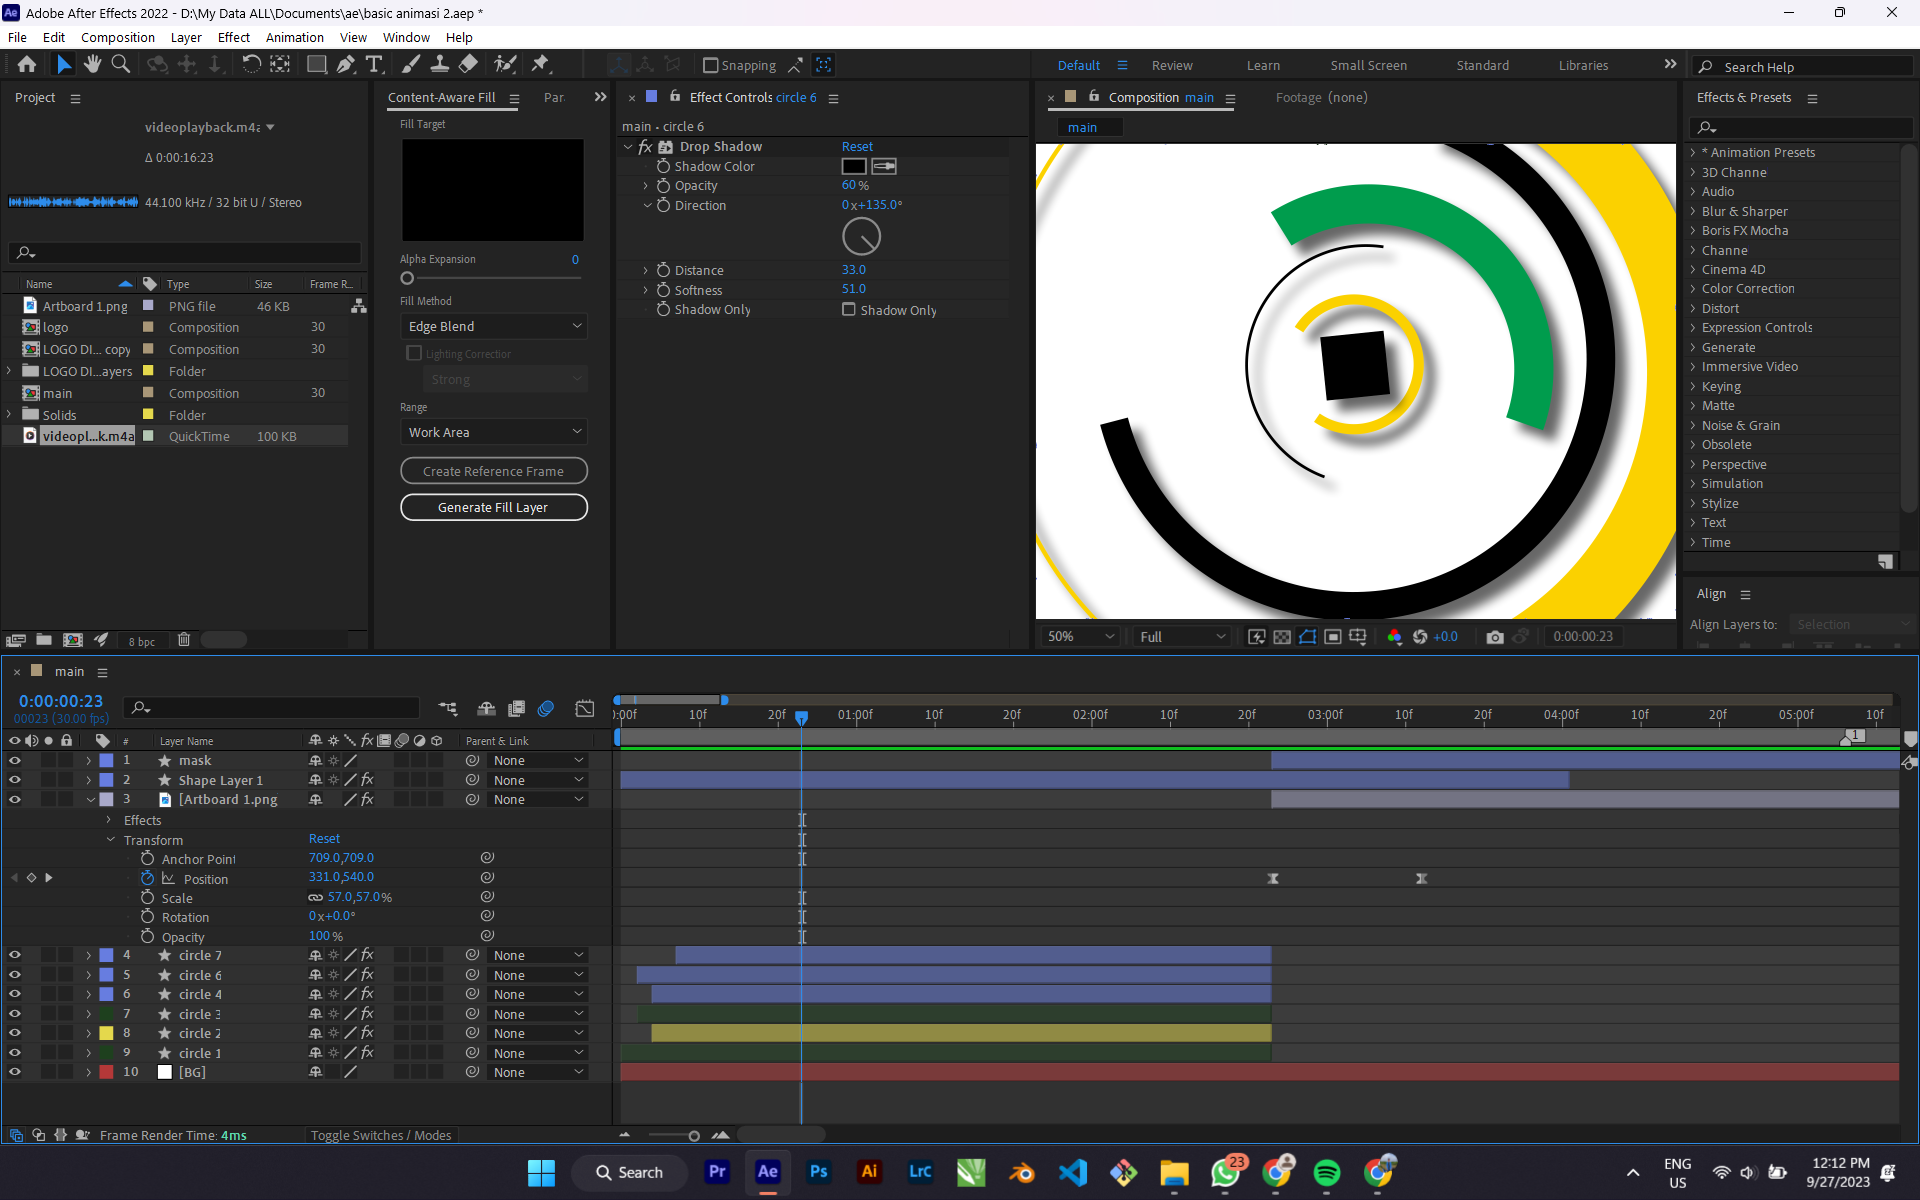 Adobe After Effects 2022 - D:\My Data ALL\Documents\ae\basic animasi 2.aep *
File Edit Composition Layer Effect Animation View Window Help
Snapping
Default Review Learn Small Screen Standard Libraries
Search Help
Project
videoplayback.m4a
Δ 0:00:16:23
44.100 kHz / 32 bit U / Stereo
Name Type Size Frame R...
Artboard 1.png PNG file 46 KB
logo Composition 30
LOGO DI... copy Composition 30
LOGO DI...ayers Folder
main Composition 30
Solids Folder
videopl...k.m4a QuickTime 100 KB
8 bpc
Content-Aware Fill Par
Fill Target
Alpha Expansion 0
Fill Method
Edge Blend
Lighting Correction
Strong
Range
Work Area
Create Reference Frame
Generate Fill Layer
Effect Controls circle 6
main • circle 6
fx Drop Shadow Reset
Shadow Color
Opacity 60 %
Direction 0x+135.0°
Distance 33.0
Softness 51.0
Shadow Only Shadow Only
Composition main Footage (none)
main
50% Full +0.0 0:00:00:23
Effects & Presets
* Animation Presets
3D Channe
Audio
Blur & Sharper
Boris FX Mocha
Channe
Cinema 4D
Color Correction
Distort
Expression Controls
Generate
Immersive Video
Keying
Matte
Noise & Grain
Obsolete
Perspective
Simulation
Stylize
Text
Time
Align
Align Layers to: Selection
main
0:00:00:23
00023 (30.00 fps)
):00f 10f 20f 01:00f 10f 20f 02:00f 10f 20f 03:00f 10f 20f 04:00f 10f 20f 05:00f 10f
# Layer Name fx Parent & Link
1
1 mask None
2 Shape Layer 1 fx None
3 [Artboard 1.png fx None
Effects
Transform Reset
Anchor Point 709.0,709.0
Position 331.0,540.0
Scale 57.0,57.0%
Rotation 0x+0.0°
Opacity 100 %
4 circle 7 fx None
5 circle 6 fx None
6 circle 4 fx None
7 circle 3 fx None
8 circle 2 fx None
9 circle 1 fx None
10 [BG] None
Frame Render Time: 4ms Toggle Switches / Modes
Search Pr Ae Ps Ai LrC 23
ENG
US
12:12 PM
9/27/2023